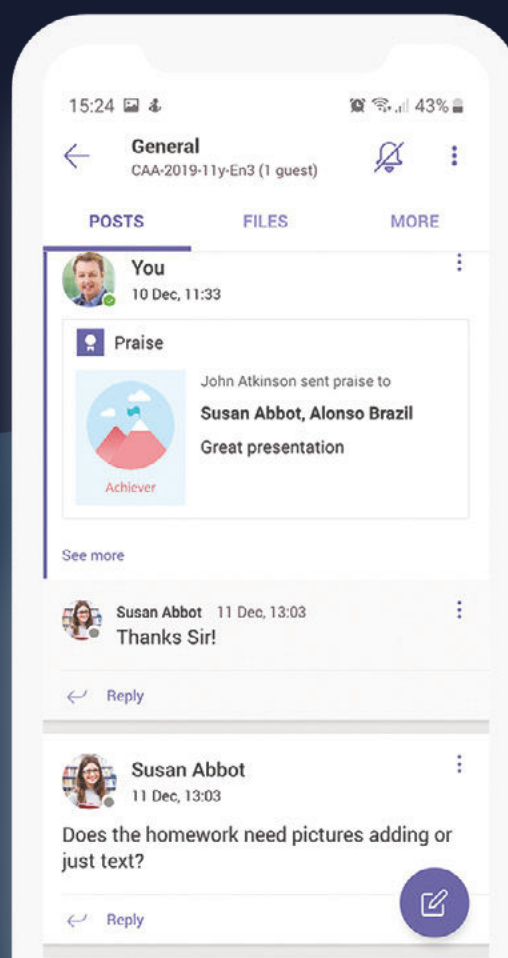 15:24 43%
General
CAA-2019-11y-En3 (1 guest)
POSTS FILES MORE
You
10 Dec, 11:33
Praise
John Atkinson sent praise to
Susan Abbot, Alonso Brazil
Great presentation
Achiever
See more
Susan Abbot 11 Dec, 13:03
Thanks Sir!
Reply
Susan Abbot
11 Dec, 13:03
Does the homework need pictures adding or
just text?
Reply